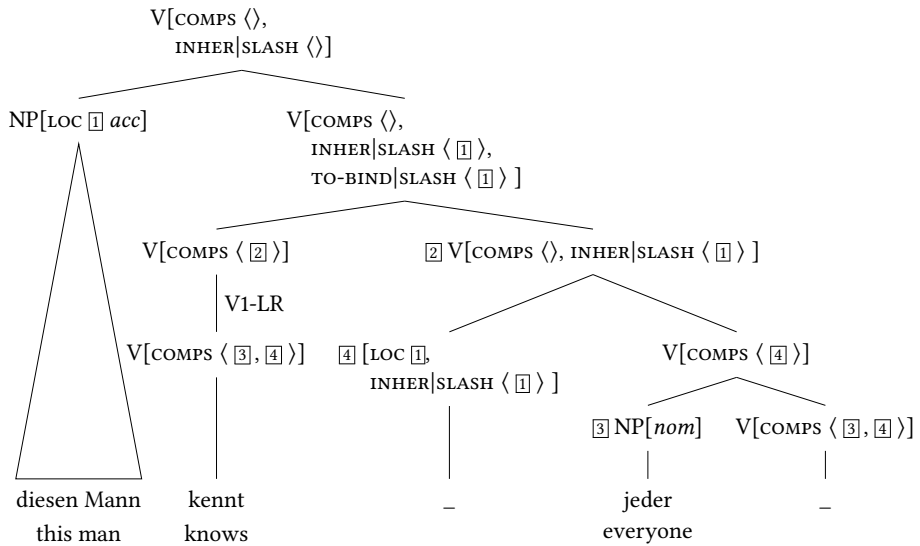 V[COMPS ⟨⟩,
INHER|SLASH ⟨⟩]
NP[LOC 1 acc]
V[COMPS ⟨⟩,
INHER|SLASH ⟨ 1 ⟩,
TO-BIND|SLASH ⟨ 1 ⟩ ]
V[COMPS ⟨ 2 ⟩]
2 V[COMPS ⟨⟩, INHER|SLASH ⟨ 1 ⟩ ]
V1-LR
V[COMPS ⟨ 3 , 4 ⟩]
4 [LOC 1,
INHER|SLASH ⟨ 1 ⟩ ]
V[COMPS ⟨ 4 ⟩]
3 NP[nom]
V[COMPS ⟨ 3 , 4 ⟩]
diesen Mann kennt _ jeder _
this man knows everyone